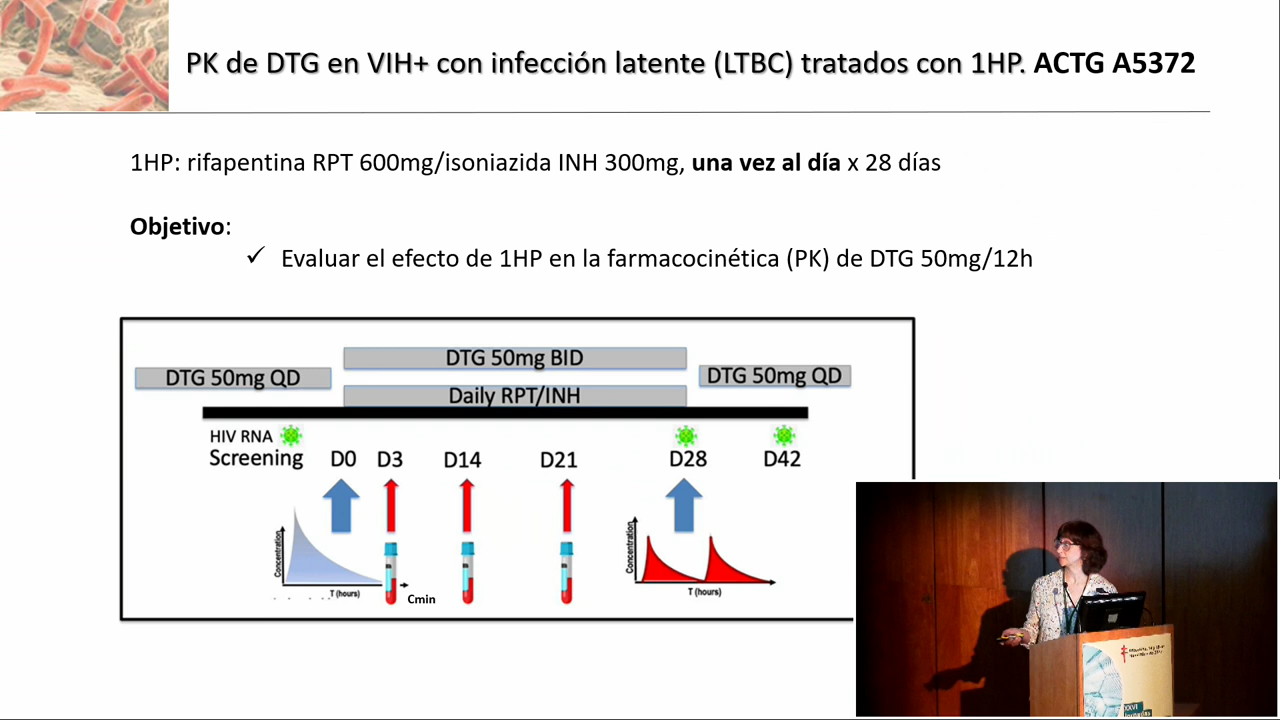 PK de DTG en VIH+ con infección latente (LTBC) tratados con 1HP. ACTG A5372
1HP: rifapentina RPT 600mg/isoniazida INH 300mg, una vez al día x 28 días
Objetivo:
✓ Evaluar el efecto de 1HP en la farmacocinética (PK) de DTG 50mg/12h
DTG 50mg BID
DTG 50mg QD
DTG 50mg QD
Daily RPT/INH
HIV RNA
Screening D0 D3 D14 D21 D28 D42
Concentration
T (hours)
Cmin
Concentration
T (hours)
XXVI